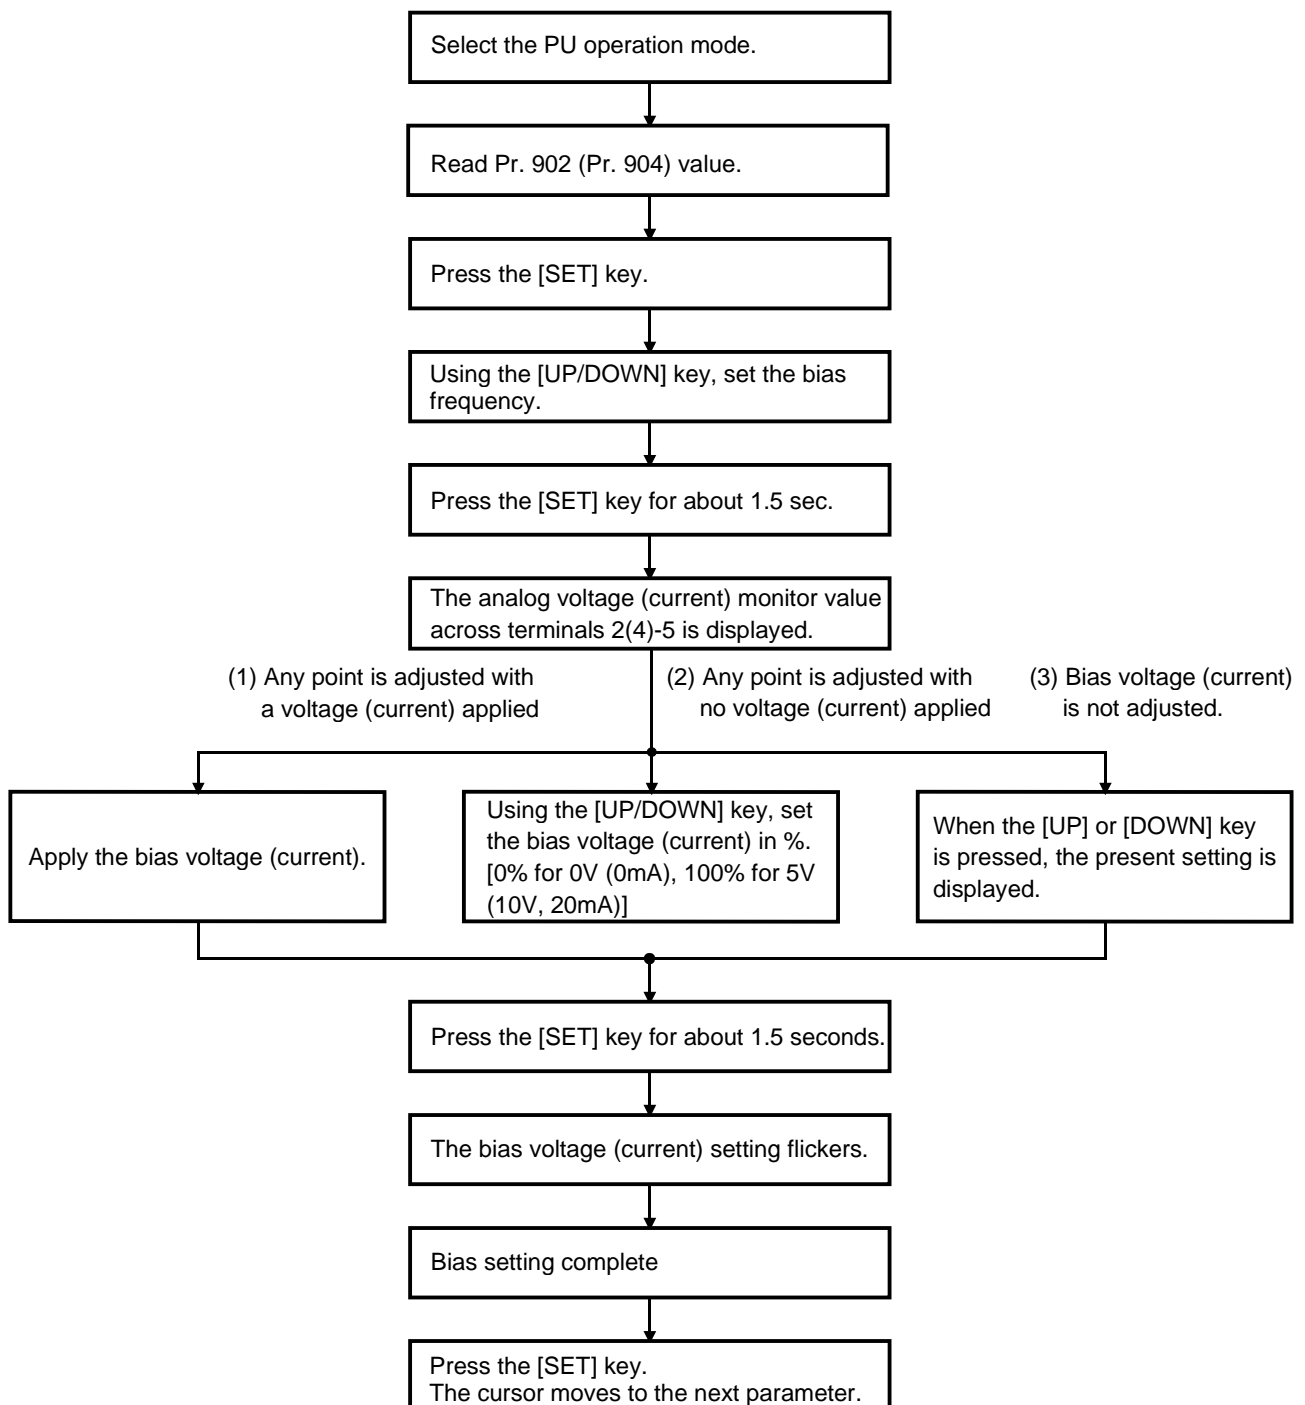 Select the PU operation mode.
Read Pr. 902 (Pr. 904) value.
Press the [SET] key.
Using the [UP/DOWN] key, set the bias
frequency.
Press the [SET] key for about 1.5 sec.
The analog voltage (current) monitor value
across terminals 2(4)-5 is displayed.
(1) Any point is adjusted with
a voltage (current) applied
(2) Any point is adjusted with
no voltage (current) applied
(3) Bias voltage (current)
is not adjusted.
Apply the bias voltage (current).
Using the [UP/DOWN] key, set
the bias voltage (current) in %.
[0% for 0V (0mA), 100% for 5V
(10V, 20mA)]
When the [UP] or [DOWN] key
is pressed, the present setting is
displayed.
Press the [SET] key for about 1.5 seconds.
The bias voltage (current) setting flickers.
Bias setting complete
Press the [SET] key.
The cursor moves to the next parameter.